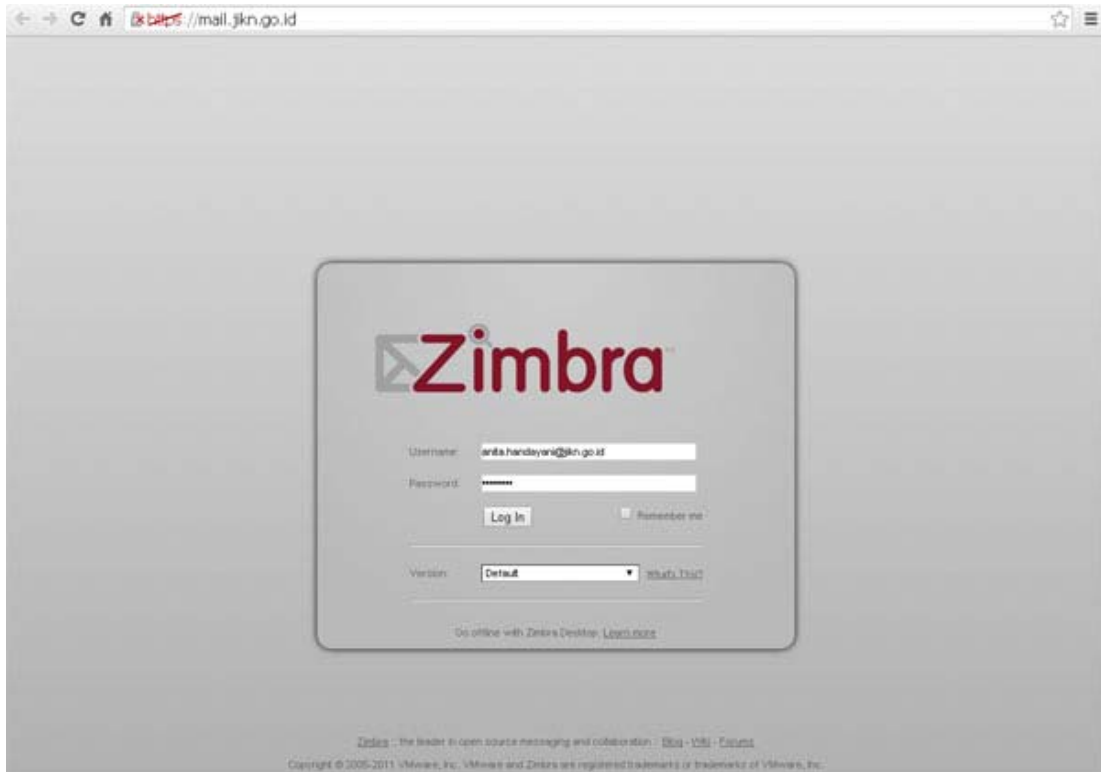 https://mail.jikn.go.id
Zimbra
Username:
anita.handayani@jikn.go.id
Password:
••••••••
Log In
Remember me
Version:
Default
What's This?
Go offline with Zimbra Desktop. Learn more
Zimbra :: the leader in open source messaging and collaboration :: Blog - Wiki - Forums
Copyright © 2005-2011 VMware, Inc. VMware and Zimbra are registered trademarks or trademarks of VMware, Inc.